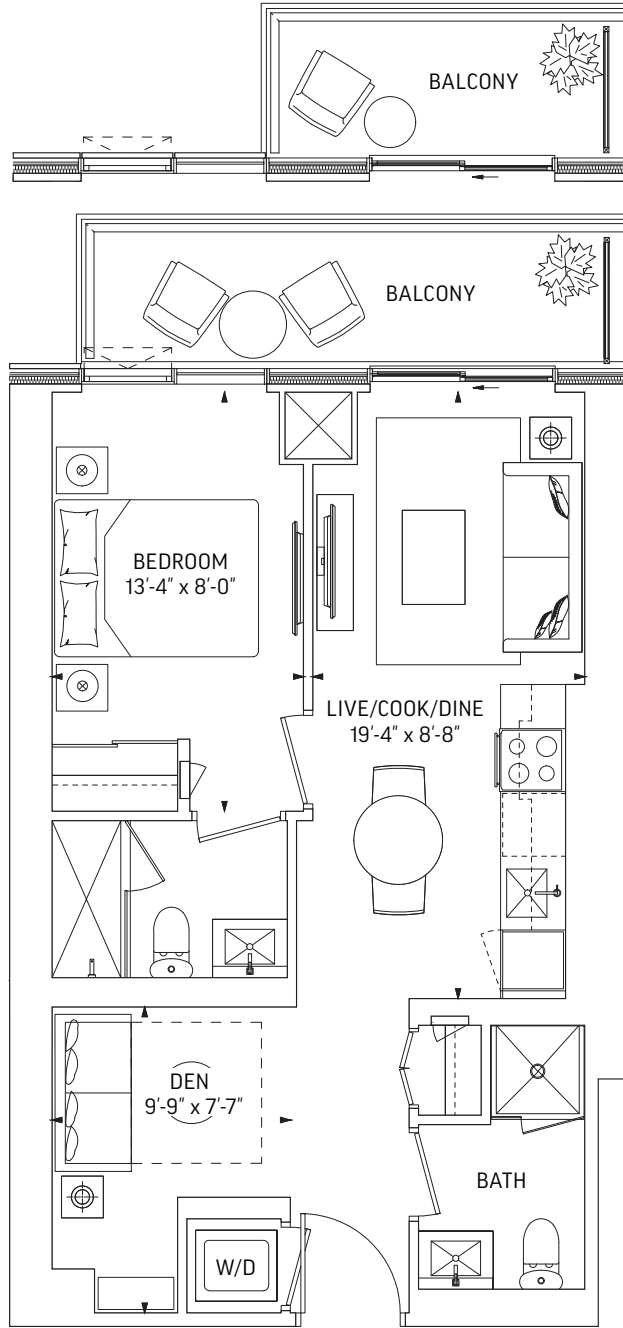 BALCONY
BALCONY
BEDROOM
13'-4" x 8'-0"
LIVE/COOK/DINE
19'-4" x 8'-8"
DEN
9'-9" x 7'-7"
BATH
W/D